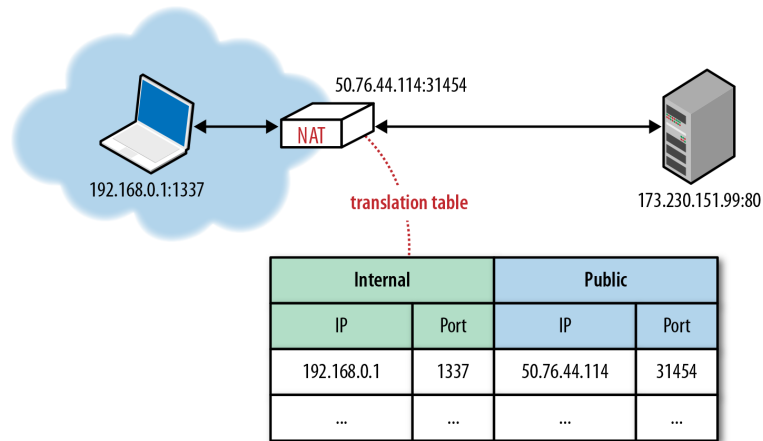 50.76.44.114:31454
NAT
192.168.0.1:1337
173.230.151.99:80
translation table
Internal Public
IP Port IP Port
192.168.0.1 1337 50.76.44.114 31454
... ... ... ...